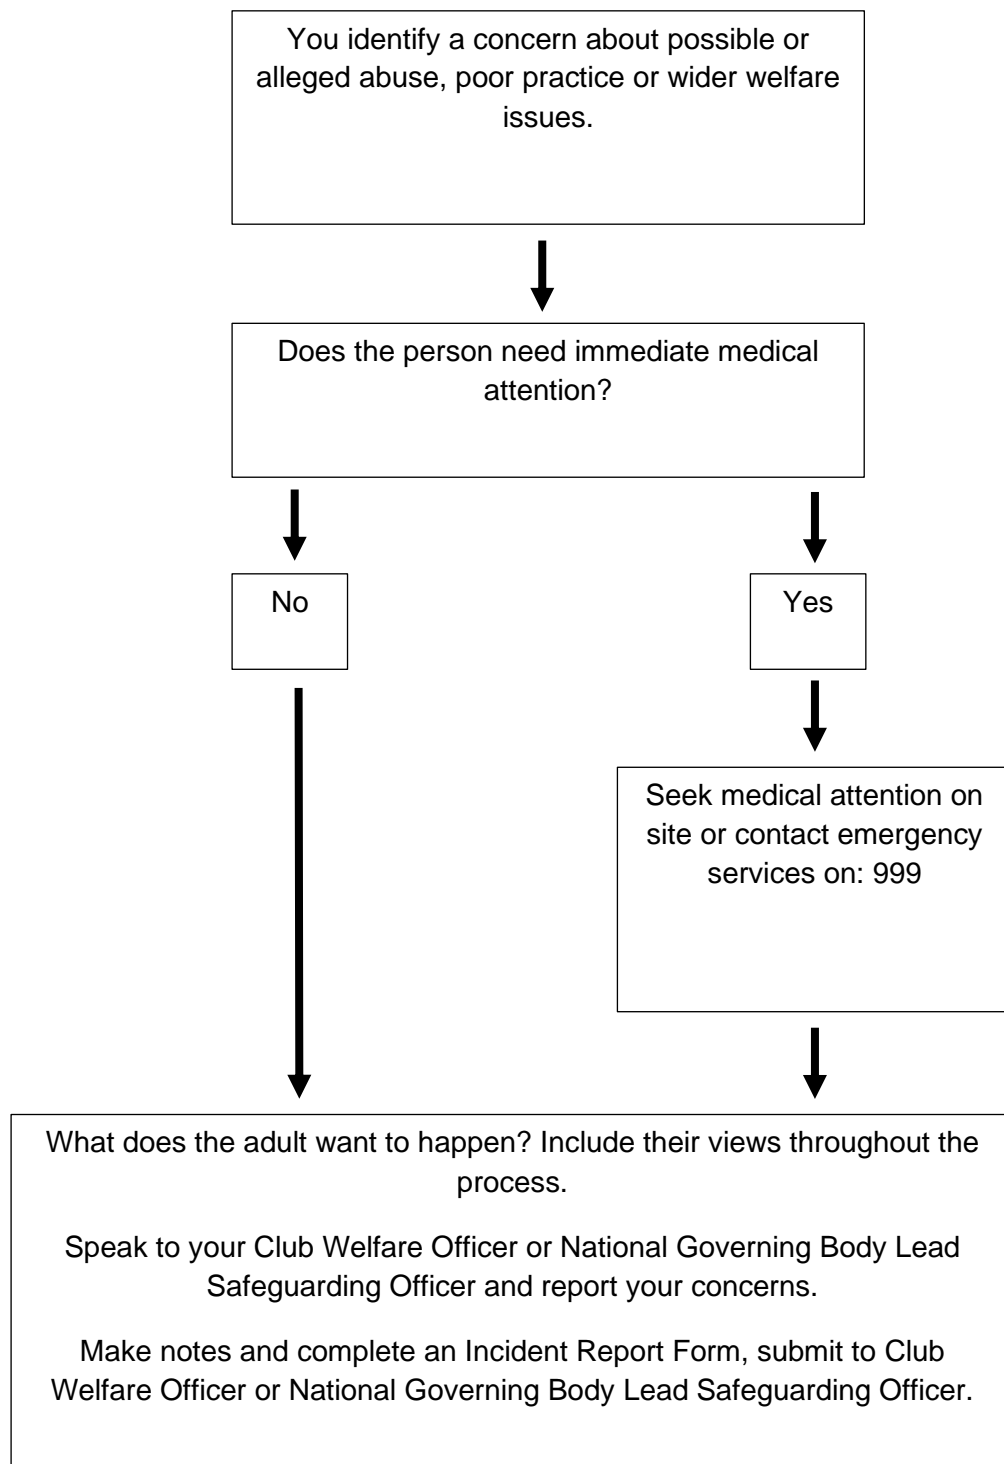 You identify a concern about possible or
alleged abuse, poor practice or wider welfare
issues.
Does the person need immediate medical
attention?
No
Yes
Seek medical attention on
site or contact emergency
services on: 999
What does the adult want to happen? Include their views throughout the
process.
Speak to your Club Welfare Officer or National Governing Body Lead
Safeguarding Officer and report your concerns.
Make notes and complete an Incident Report Form, submit to Club
Welfare Officer or National Governing Body Lead Safeguarding Officer.